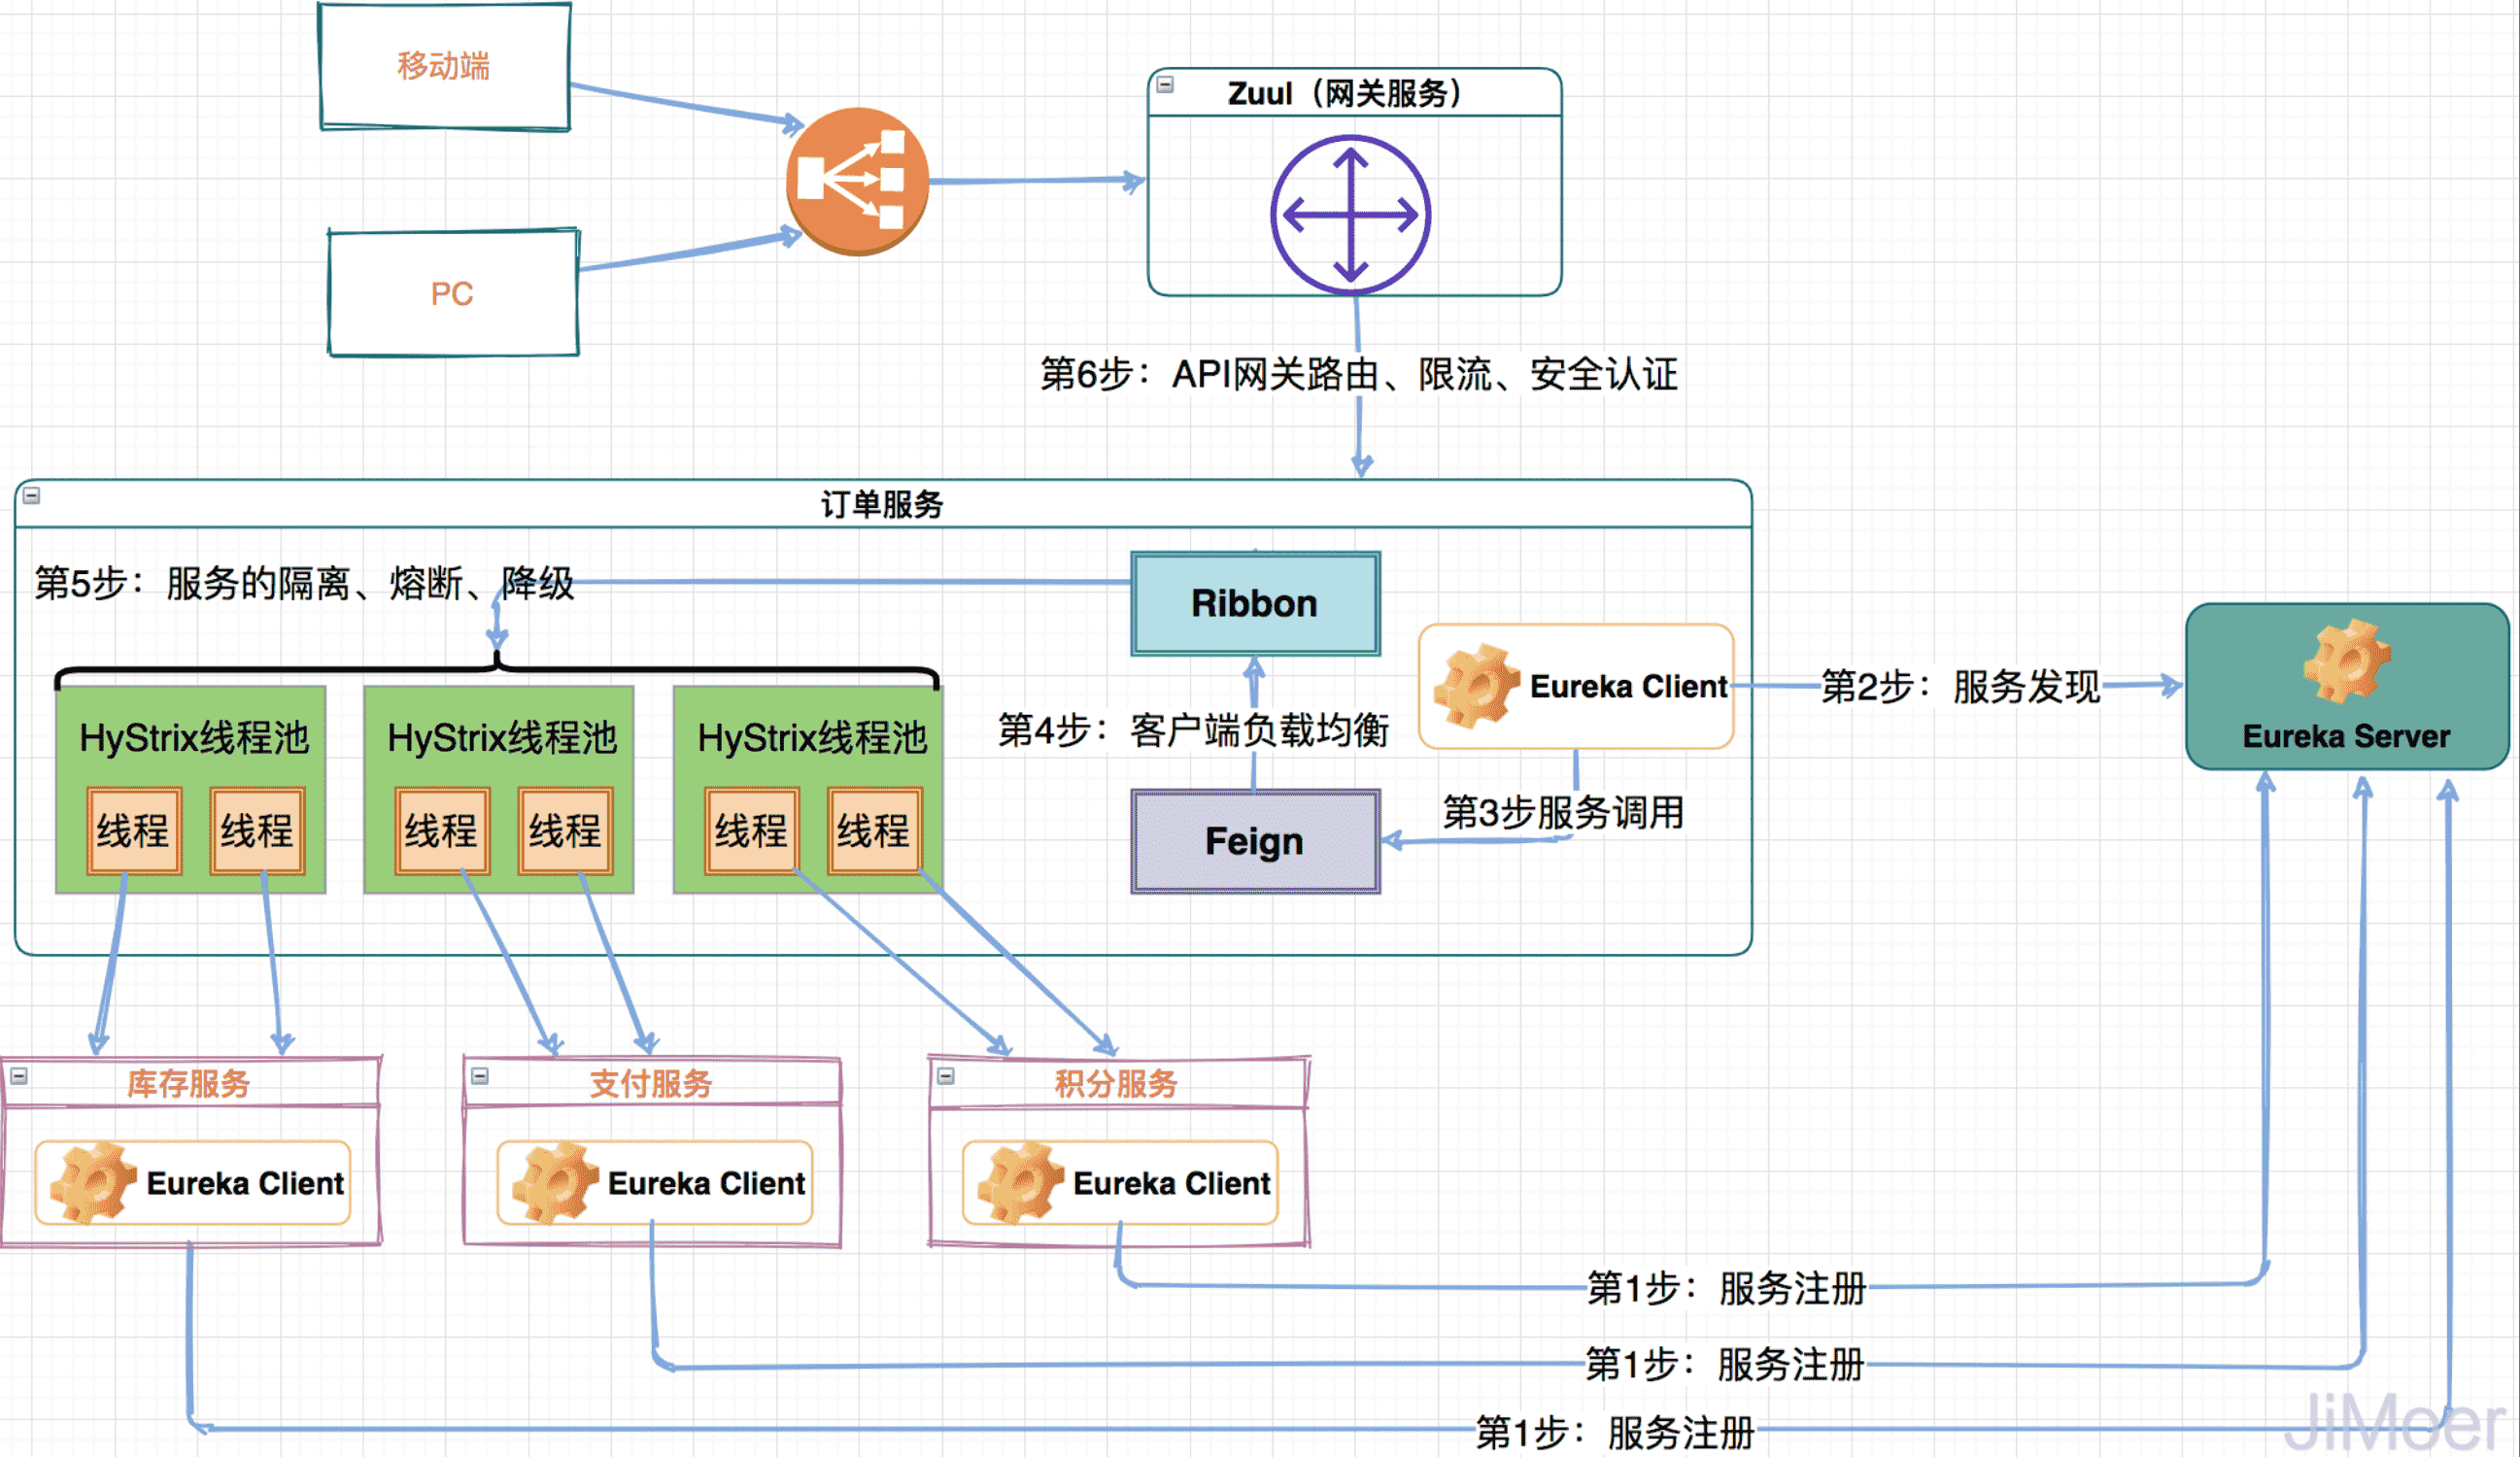 移动端
PC
Zuul（网关服务）
第6步：API网关路由、限流、安全认证
订单服务
第5步：服务的隔离、熔断、降级
Ribbon
Eureka Client
第2步：服务发现
Eureka Server
第4步：客户端负载均衡
HyStrix线程池
HyStrix线程池
HyStrix线程池
线程
线程
线程
线程
线程
线程
Feign
第3步服务调用
库存服务
支付服务
积分服务
Eureka Client
Eureka Client
Eureka Client
第1步：服务注册
第1步：服务注册
第1步：服务注册
JiMoer